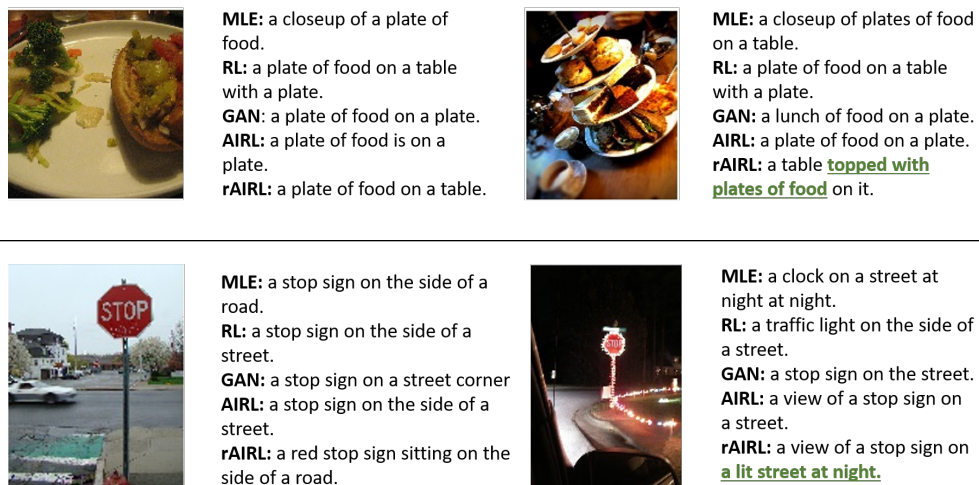 MLE: a closeup of a plate of
food.
RL: a plate of food on a table
with a plate.
GAN: a plate of food on a plate.
AIRL: a plate of food is on a
plate.
rAIRL: a plate of food on a table.
MLE: a closeup of plates of food
on a table.
RL: a plate of food on a table
with a plate.
GAN: a lunch of food on a plate.
AIRL: a plate of food on a plate.
rAIRL: a table topped with
plates of food on it.
STOP
MLE: a stop sign on the side of a
road.
RL: a stop sign on the side of a
street.
GAN: a stop sign on a street corner
AIRL: a stop sign on the side of a
street.
rAIRL: a red stop sign sitting on the
side of a road.
STOP
MLE: a clock on a street at
night at night.
RL: a traffic light on the side of
a street.
GAN: a stop sign on the street.
AIRL: a view of a stop sign on
a street.
rAIRL: a view of a stop sign on
a lit street at night.